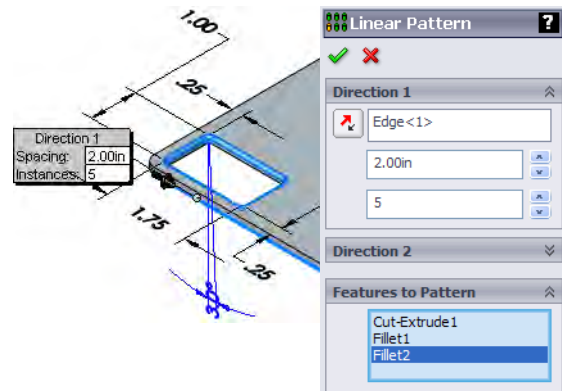 1.00
.25
Direction 1
Spacing: 2.00in
Instances: 5
1.75
.25
30°
Linear Pattern ?
Direction 1
Edge<1>
2.00in
5
Direction 2
Features to Pattern
Cut-Extrude1
Fillet1
Fillet2